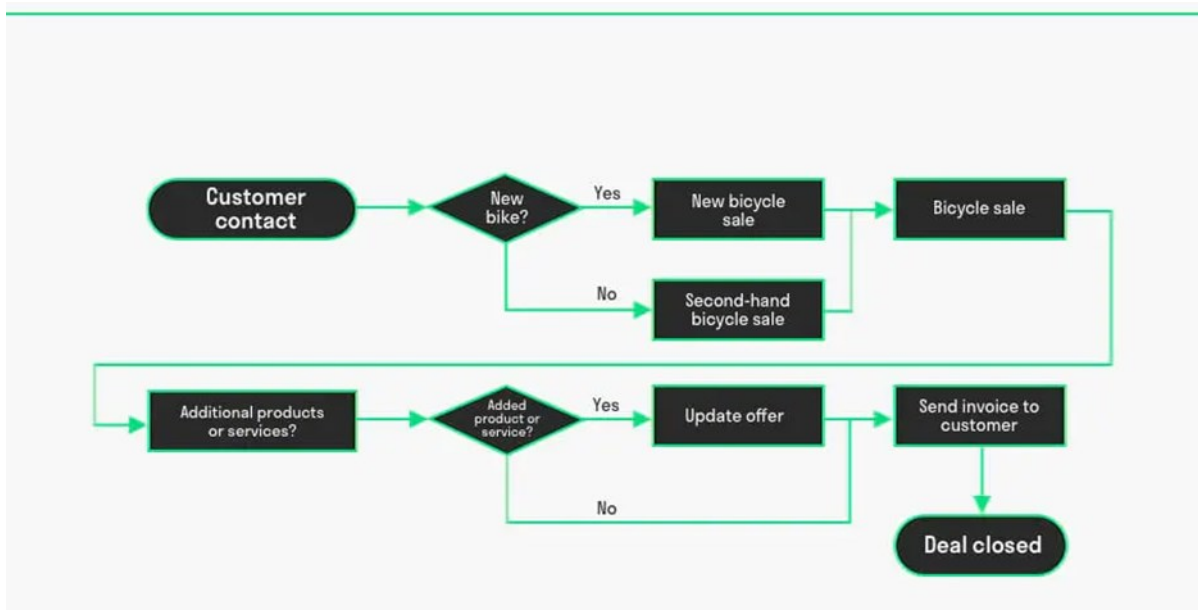 Customer
contact
New
bike?
Yes
New bicycle
sale
Bicycle sale
No
Second-hand
bicycle sale
Additional products
or services?
Added
product or
service?
Yes
Update offer
Send invoice to
customer
No
Deal closed